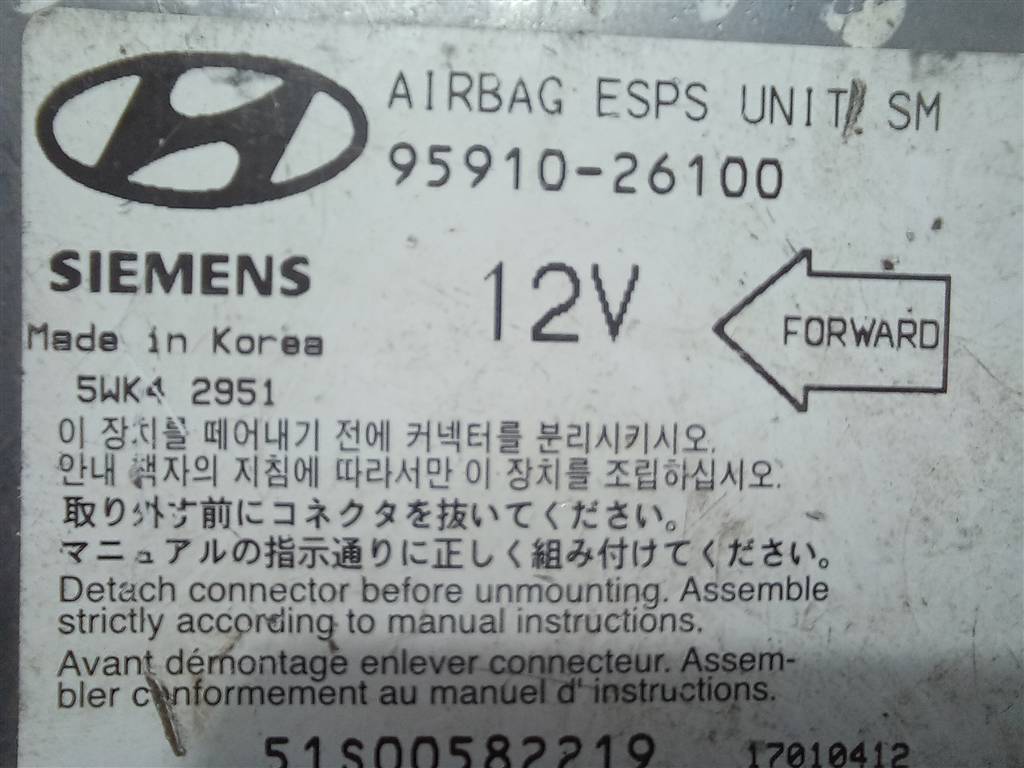 AIRBAG ESPS UNIT SM
95910-26100
SIEMENS
12V
FORWARD
Made in Korea
5WK4 2951
이 장치를 떼어내기 전에 커넥터를 분리시키시오.
안내 책자의 지침에 따라서만 이 장치를 조립하십시오.
取り外す前にコネクタを抜いてください。
マニュアルの指示通りに正しく組み付けてください。
Detach connector before unmounting. Assemble
strictly according to manual instructions.
Avant démontage enlever connecteur. Assem-
bler conformement au manuel d' instructions.
51S00582219
17010412